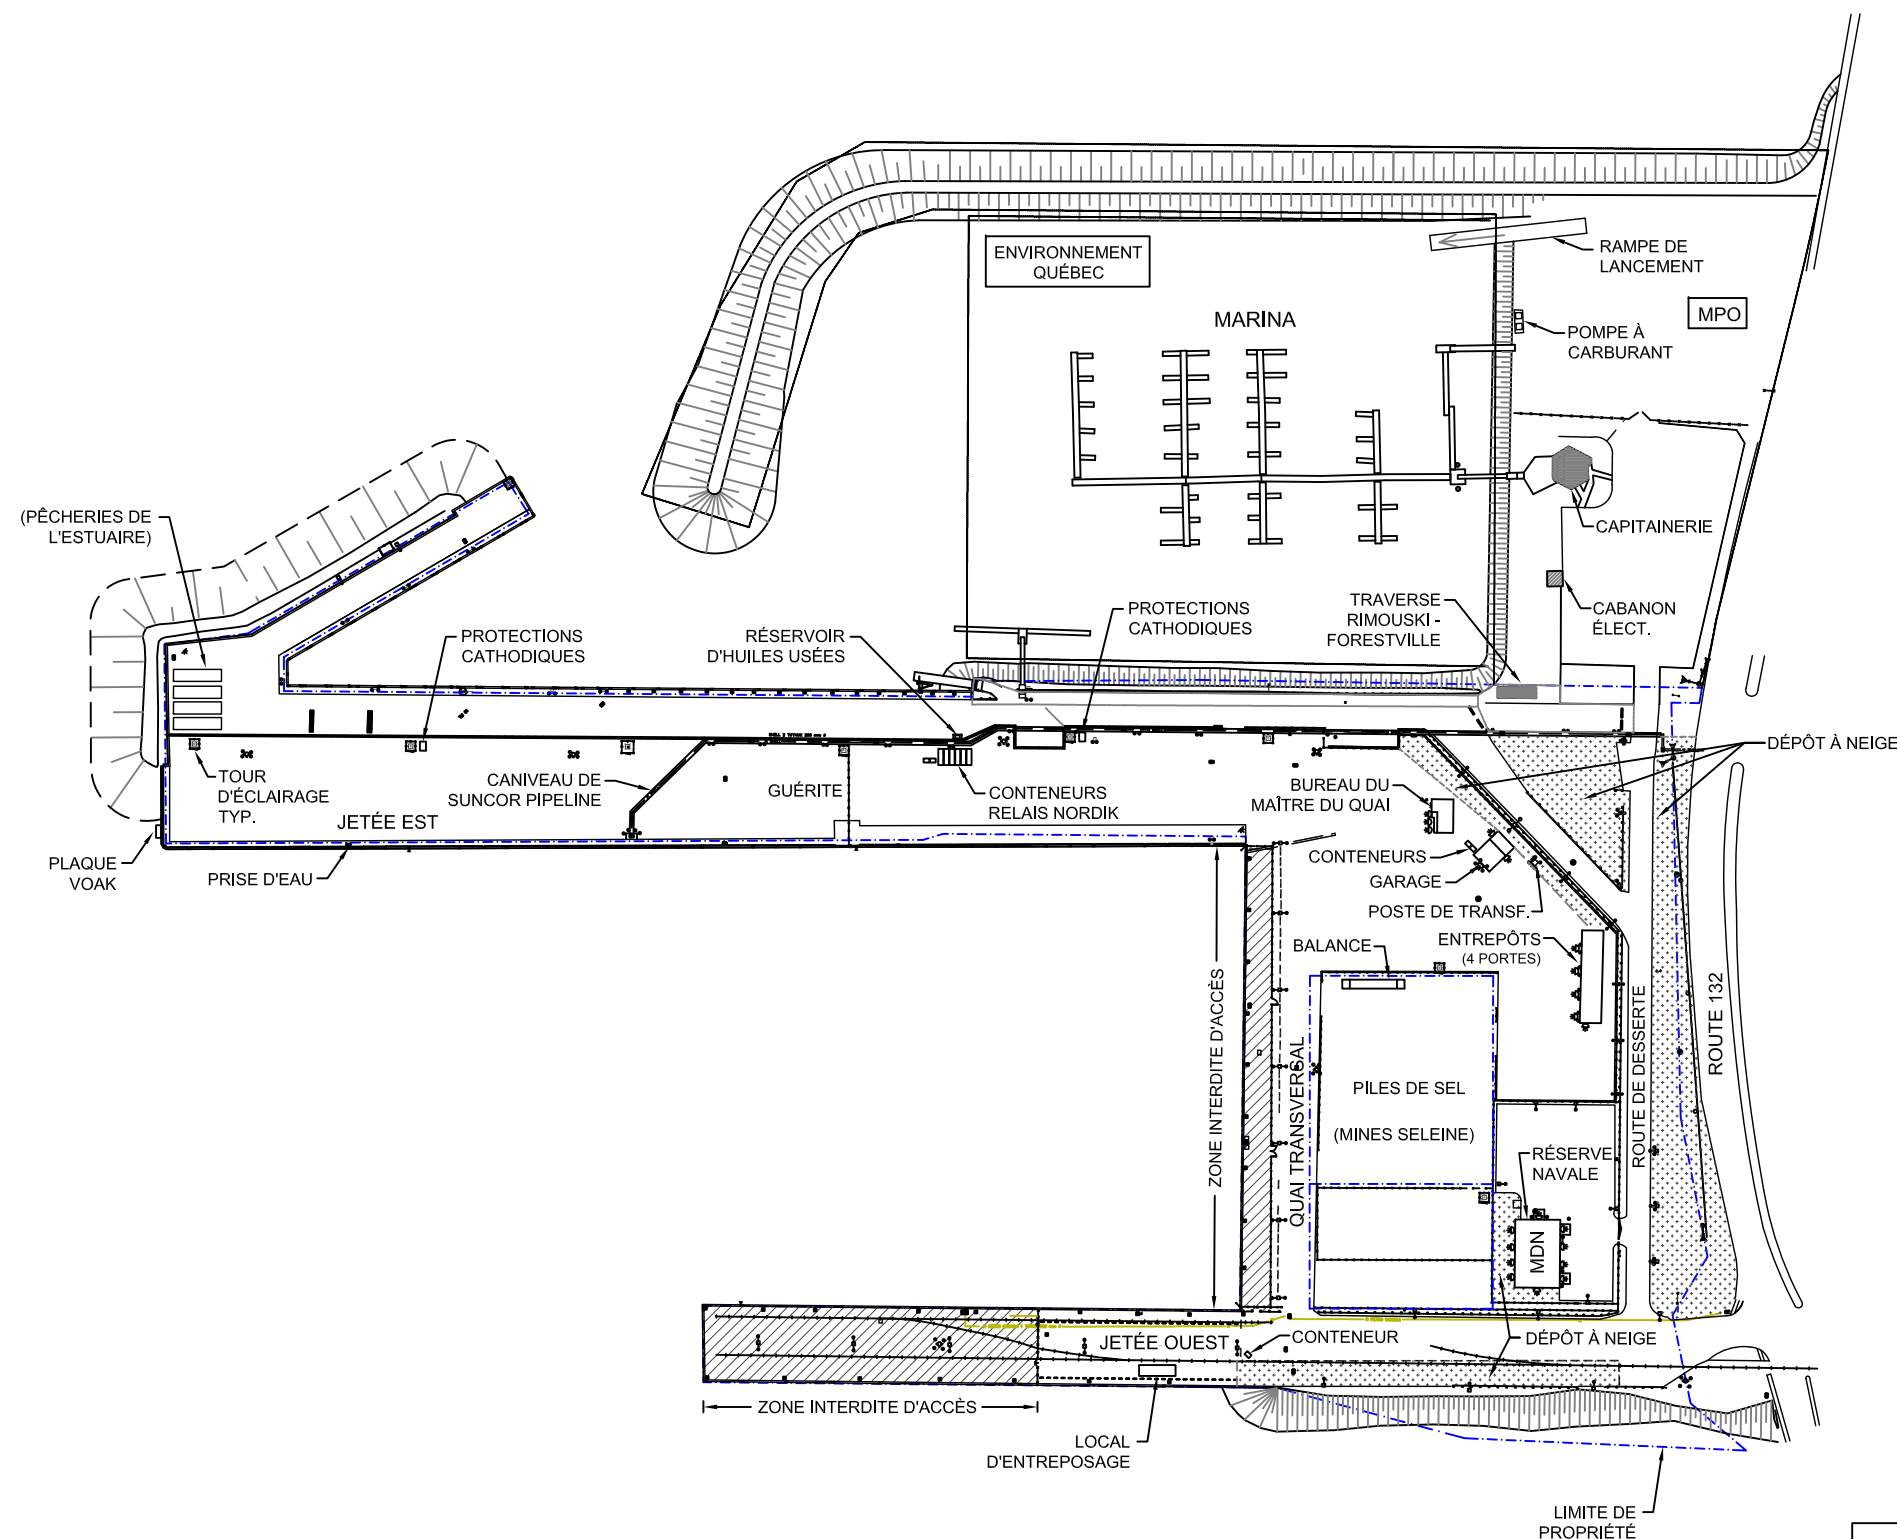 ENVIRONNEMENT
QUÉBEC
RAMPE DE
LANCEMENT
MPO
MARINA
POMPE À
CARBURANT
(PÊCHERIES DE
L'ESTUAIRE)
CAPITAINERIE
PROTECTIONS
CATHODIQUES
RÉSERVOIR
D'HUILES USÉES
PROTECTIONS
CATHODIQUES
TRAVERSE
RIMOUSKI -
FORESTVILLE
CABANON
ÉLECT.
DÉPÔT À NEIGE
TOUR
D'ÉCLAIRAGE
TYP.
CANIVEAU DE
SUNCOR PIPELINE
GUÉRITE
CONTENEURS
RELAIS NORDIK
BUREAU DU
MAÎTRE DU QUAI
JETÉE EST
PLAQUE
VOAK
PRISE D'EAU
CONTENEURS
GARAGE
POSTE DE TRANSF.
BALANCE
ENTREPÔTS
(4 PORTES)
ZONE INTERDITE D'ACCÈS
QUAI TRANSVERSAL
PILES DE SEL
(MINES SELEINE)
ROUTE DE DESSERTE
ROUTE 132
RÉSERVE
NAVALE
MDN
JETÉE OUEST
CONTENEUR
DÉPÔT À NEIGE
ZONE INTERDITE D'ACCÈS
LOCAL
D'ENTREPOSAGE
LIMITE DE
PROPRIÉTÉ